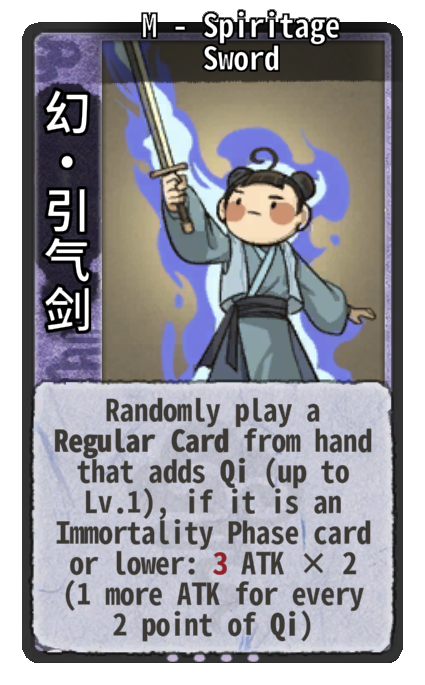 M - Spiritage
Sword
幻・引气剑
Randomly play a
Regular Card from hand
that adds Qi (up to
Lv.1), if it is an
Immortality Phase card
or lower: 3 ATK × 2
(1 more ATK for every
2 point of Qi)